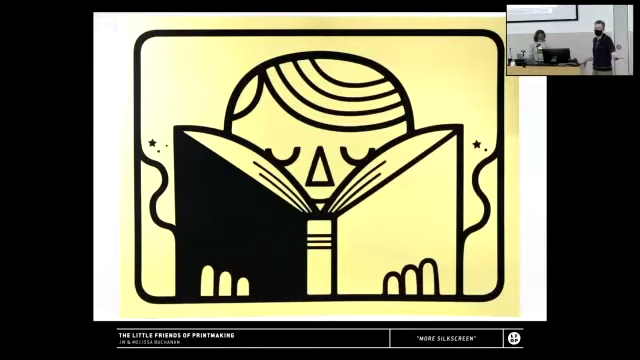 THE LITTLE FRIENDS OF PRINTMAKING
JW & MELISSA BUCHANAN
"MORE SILKSCREEN"